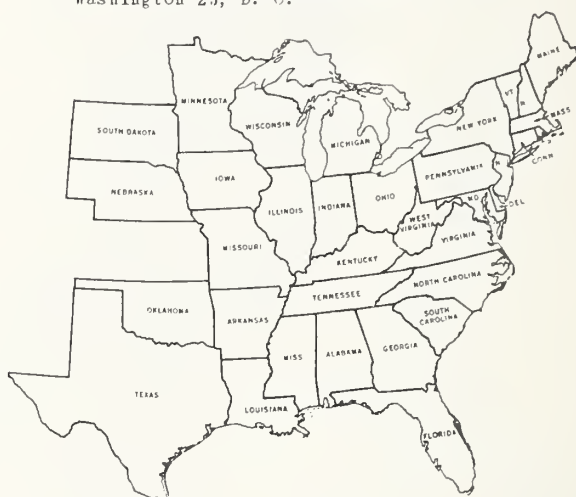 Washington 25, D. C.
MAINE
MINNESOTA
VT
N
SOUTH DAKOTA
WISCONSIN
MICHIGAN
NEW YORK
MASS
CONN
NEBRASKA
IOWA
PENNSYLVANIA
N
ILLINOIS
INDIANA
OHIO
MD
DEL
WEST
VIRGINIA
VIRGINIA
MISSOURI
KENTUCKY
NORTH CAROLINA
TENNESSEE
OKLAHOMA
ARKANSAS
SOUTH
CAROLINA
MISS
ALABAMA
GEORGIA
TEXAS
LOUISIANA
FLORIDA